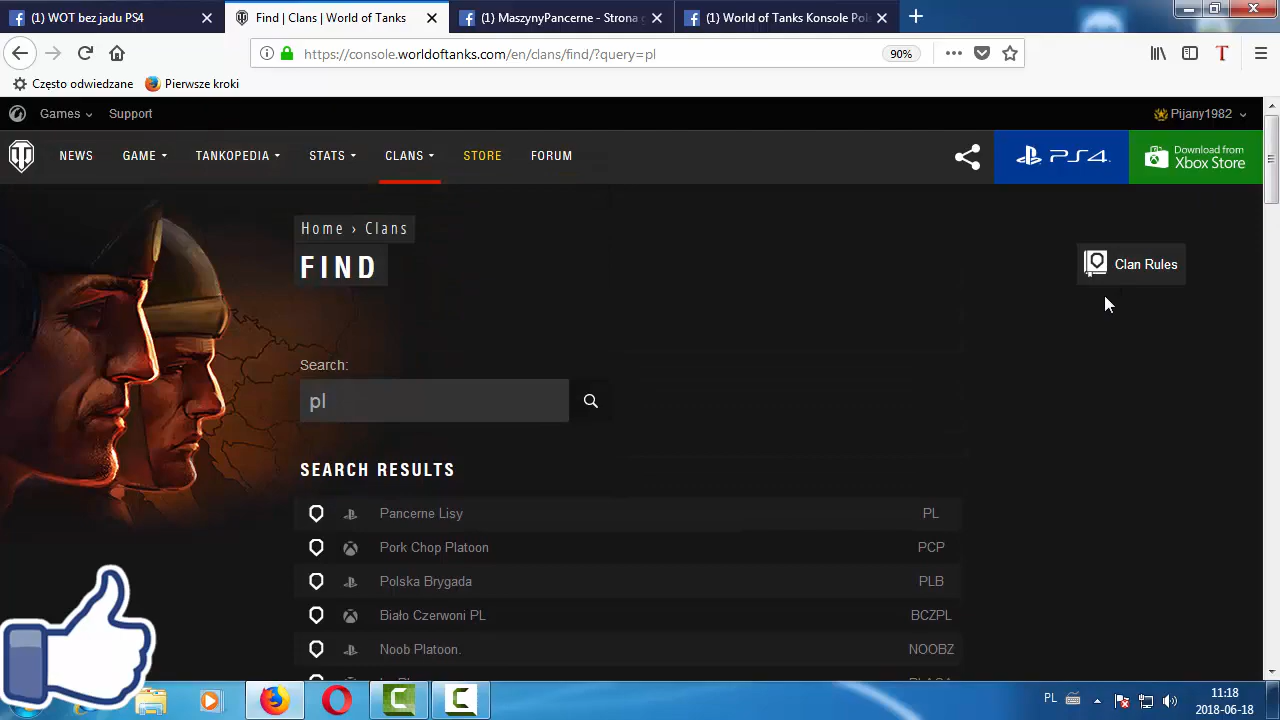 (1) WOT bez jadu PS4
Find | Clans | World of Tanks
(1) MaszynyPancerne - Strona g
(1) World of Tanks Konsole Pol
https://console.worldoftanks.com/en/clans/find/?query=pl
90%
Często odwiedzane
Pierwsze kroki
Games
Support
Pijany1982
NEWS
GAME
TANKOPEDIA
STATS
CLANS
STORE
FORUM
PS4
Download from
Xbox Store
Home › Clans
FIND
Clan Rules
Search:
pl
SEARCH RESULTS
Pancerne Lisy PL
Pork Chop Platoon PCP
Polska Brygada PLB
Biało Czerwoni PL BCZPL
Noob Platoon. NOOBZ
PL
11:18
2018-06-18